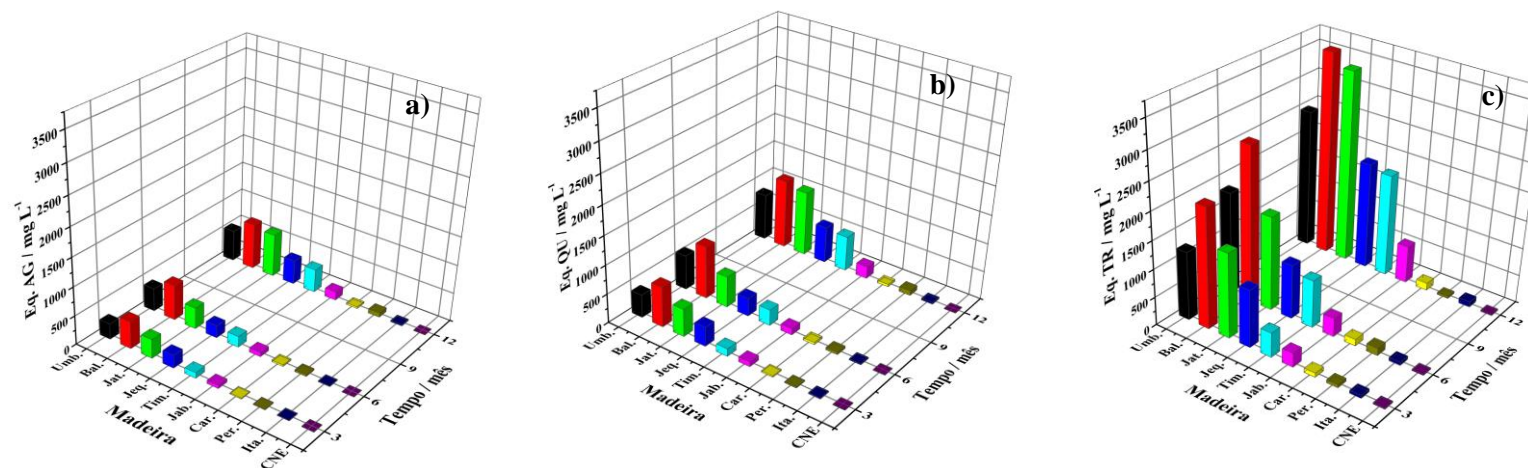 a)
Eq. AG / mg L⁻¹
3500
3000
2500
2000
1500
1000
500
0
Umb.
Bal.
Jat.
Jeq.
Tim.
Jab.
Car.
Per.
Ita.
CNE
Madeira
3
6
9
12
Tempo / mês
b)
Eq. QU / mg L⁻¹
3500
3000
2500
2000
1500
1000
500
0
Umb.
Bal.
Jat.
Jeq.
Tim.
Jab.
Car.
Per.
Ita.
CNE
Madeira
3
6
9
12
Tempo / mês
c)
Eq. TR / mg L⁻¹
3500
3000
2500
2000
1500
1000
500
0
Umb.
Bal.
Jat.
Jeq.
Tim.
Jab.
Car.
Per.
Ita.
CNE
Madeira
3
6
9
12
Tempo / mês